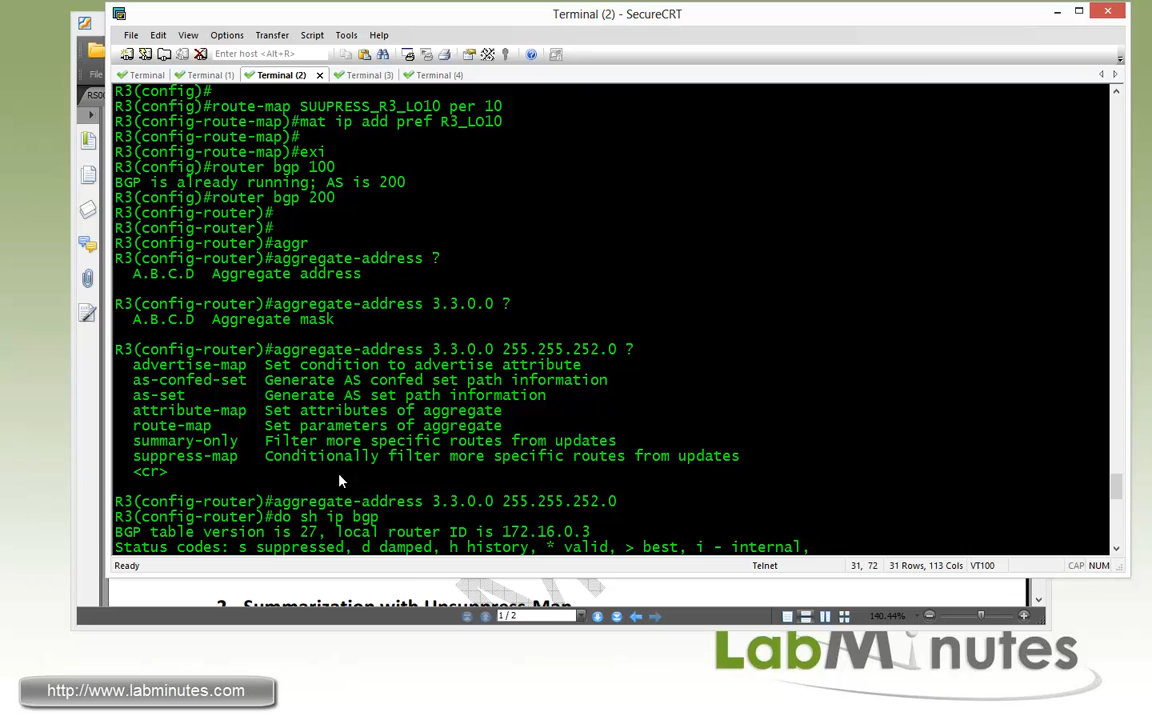 Terminal (2) - SecureCRT
File Edit View Options Transfer Script Tools Help
Enter host <Alt+R>
Terminal Terminal (1) Terminal (2) Terminal (3) Terminal (4)
File
RS00
R3(config)#
R3(config)#route-map SUUPRESS_R3_LO10 per 10
R3(config-route-map)#mat ip add pref R3_LO10
R3(config-route-map)#
R3(config-route-map)#exi
R3(config)#router bgp 100
BGP is already running; AS is 200
R3(config)#router bgp 200
R3(config-router)#
R3(config-router)#
R3(config-router)#aggr
R3(config-router)#aggregate-address ?
A.B.C.D Aggregate address
R3(config-router)#aggregate-address 3.3.0.0 ?
A.B.C.D Aggregate mask
R3(config-router)#aggregate-address 3.3.0.0 255.255.252.0 ?
advertise-map Set condition to advertise attribute
as-confed-set Generate AS confed set path information
as-set Generate AS set path information
attribute-map Set attributes of aggregate
route-map Set parameters of aggregate
summary-only Filter more specific routes from updates
suppress-map Conditionally filter more specific routes from updates
<cr>
R3(config-router)#aggregate-address 3.3.0.0 255.255.252.0
R3(config-router)#do sh ip bgp
BGP table version is 27, local router ID is 172.16.0.3
Status codes: s suppressed, d damped, h history, * valid, > best, i - internal,
Ready Telnet 31, 72 31 Rows, 113 Cols VT100 CAP NUM
2. Summarization with Unsuppress-Map
1 / 2 140.44%
LabMinutes
http://www.labminutes.com